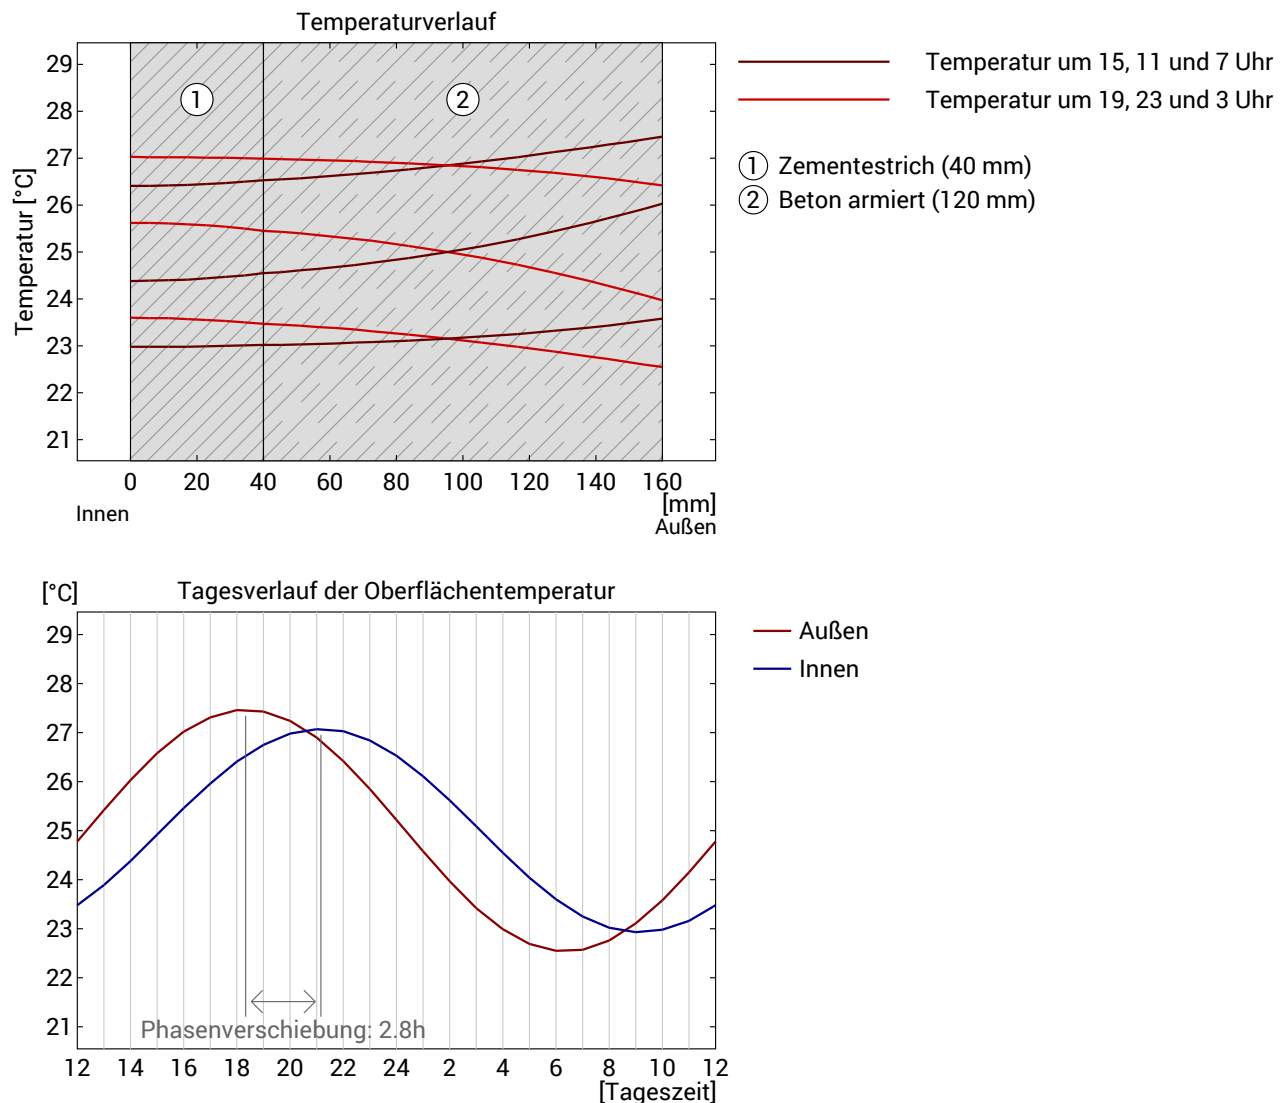 Temperaturverlauf
29
28
27
26
25
24
23
22
21
Temperatur [°C]
1
2
0 20 40 60 80 100 120 140 160
[mm]
Innen
Außen
Temperatur um 15, 11 und 7 Uhr
Temperatur um 19, 23 und 3 Uhr
1 Zementestrich (40 mm)
2 Beton armiert (120 mm)
[°C] Tagesverlauf der Oberflächentemperatur
29
28
27
26
25
24
23
22
21
Phasenverschiebung: 2.8h
12 14 16 18 20 22 24 2 4 6 8 10 12
[Tageszeit]
Außen
Innen